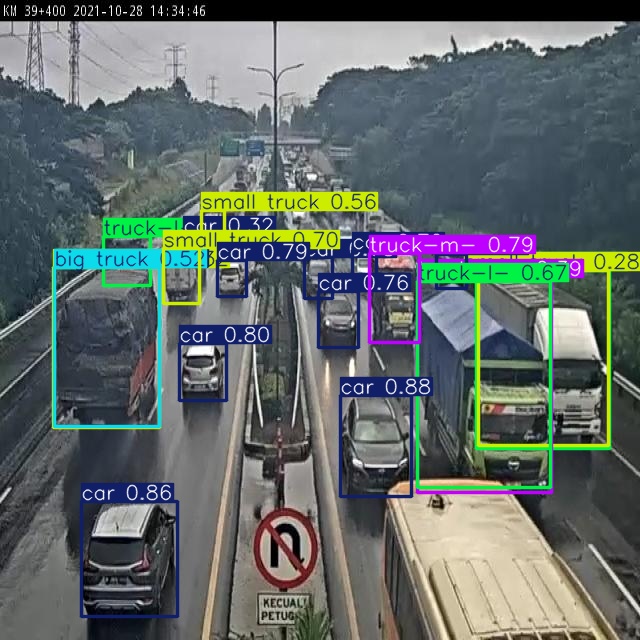 KM 39+400 2021-10-28 14:34:46
small truck 0.56
truck-l-
car 0.32
small truck 0.70
car 0.79
truck-m- 0.79
big truck 0.52
0.28
truck-l- 0.67
car 0.76
car 0.80
car 0.88
car 0.86
KECUALI
PETUGAS